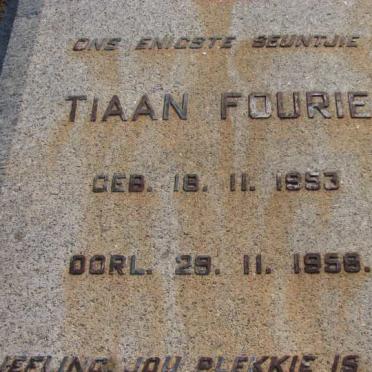 ONS ENIGSTE SEUNTJIE
TIAAN FOURIE
GEB. 18. 11. 1953
OORL. 29. 11. 1958.
JOU PLEKKIE IS